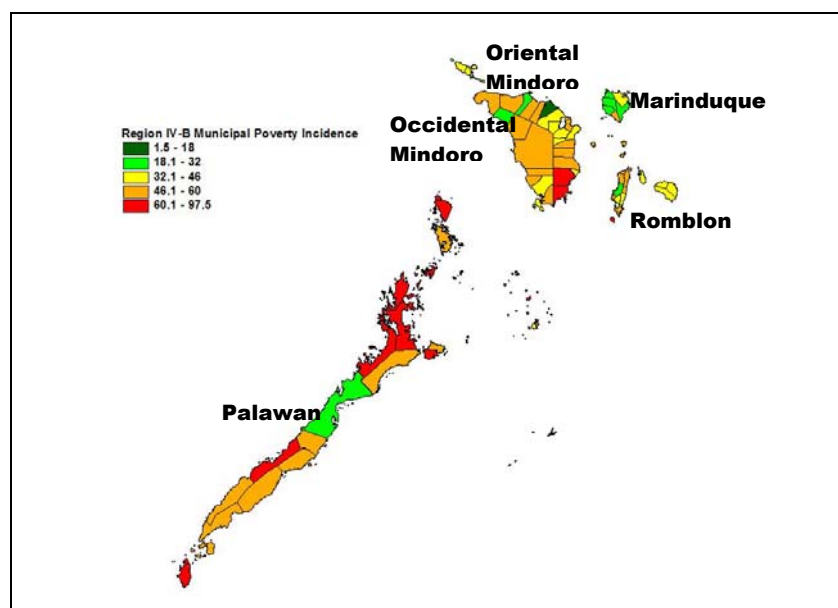 Oriental
Mindoro
Marinduque
Region IV-B Municipal Poverty Incidence
1.5 - 18
18.1 - 32
32.1 - 46
46.1 - 60
60.1 - 97.5
Occidental
Mindoro
Romblon
Palawan